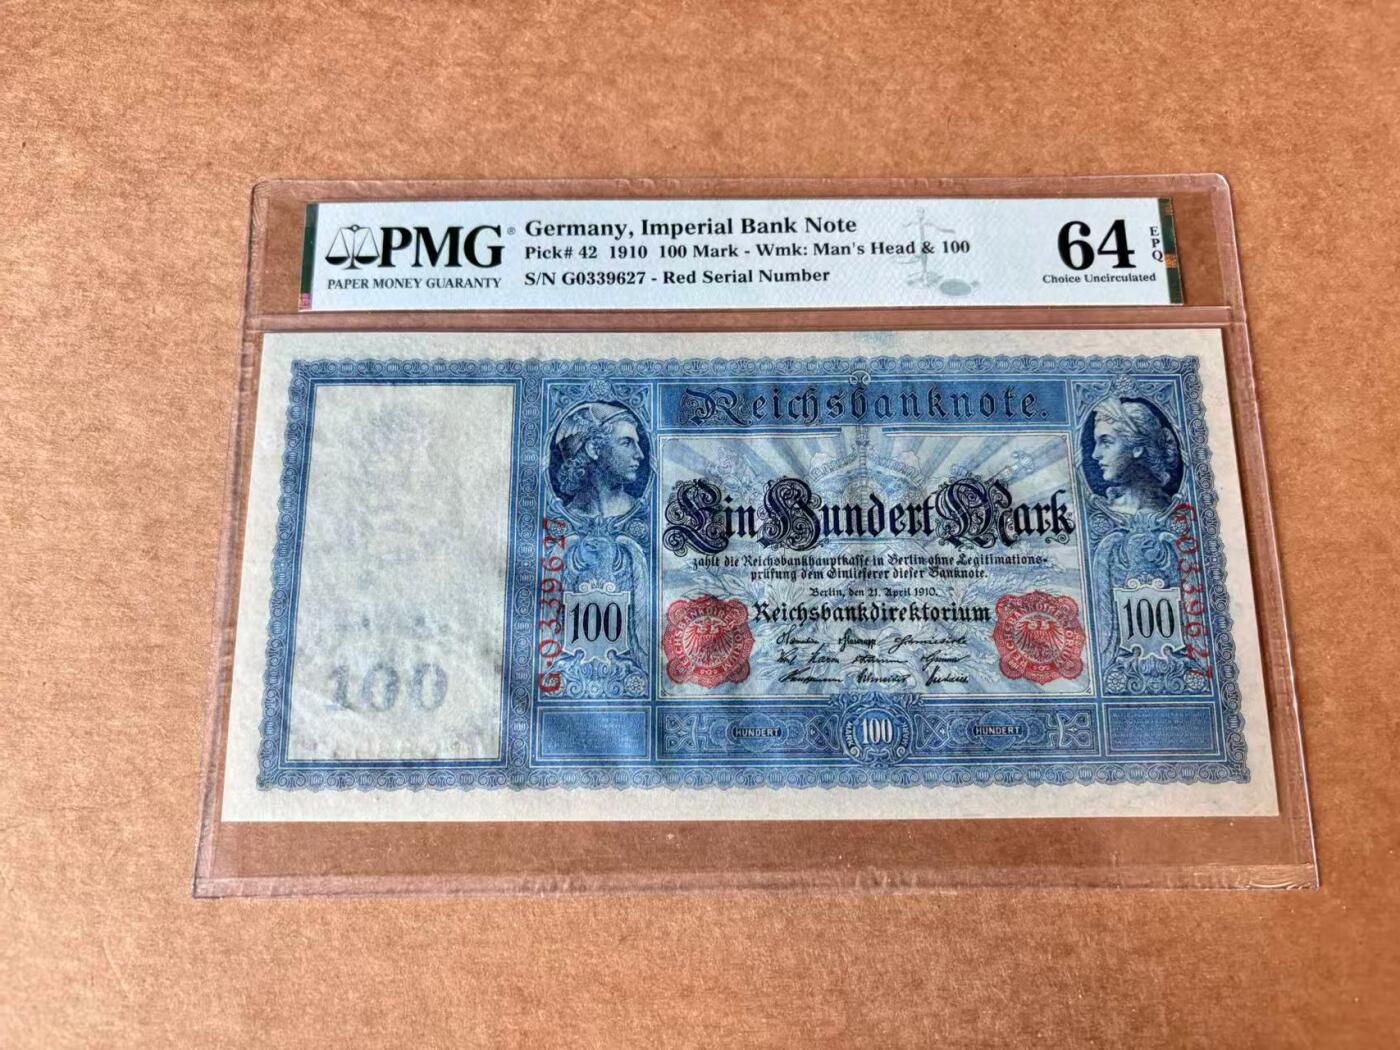 PMG®
PAPER MONEY GUARANTY
Germany, Imperial Bank Note
Pick# 42 1910 100 Mark - Wmk: Man's Head & 100
S/N G0339627 - Red Serial Number
64 EPQ
Choice Uncirculated
Reichsbanknote.
Ein Hundert Mark
zahlt die Reichsbankhauptkasse in Berlin ohne Legitimations-
prüfung dem Einlieferer dieser Banknote.
Berlin, den 21. April 1910.
Reichsbankdirektorium
G·0339627
G·0339627
100
100
100
HUNDERT
MARK 100 MARK
HUNDERT